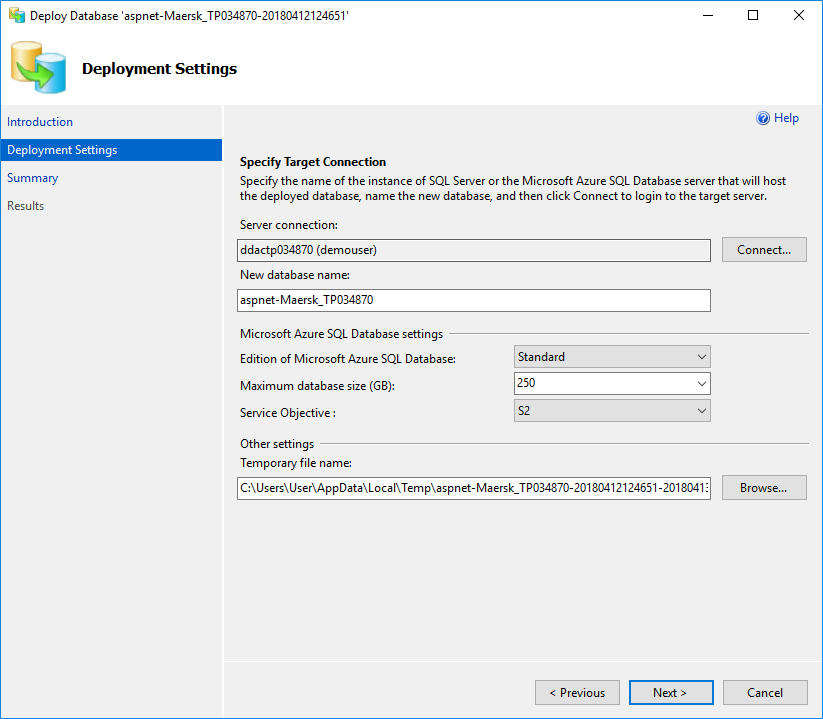 Deploy Database 'aspnet-Maersk_TP034870-20180412124651'
Deployment Settings
Introduction
Deployment Settings
Summary
Results
Help
Specify Target Connection
Specify the name of the instance of SQL Server or the Microsoft Azure SQL Database server that will host
the deployed database, name the new database, and then click Connect to login to the target server.
Server connection:
ddactp034870 (demouser)
Connect...
New database name:
aspnet-Maersk_TP034870
Microsoft Azure SQL Database settings
Edition of Microsoft Azure SQL Database:
Standard
Maximum database size (GB):
250
Service Objective :
S2
Other settings
Temporary file name:
C:\Users\User\AppData\Local\Temp\aspnet-Maersk_TP034870-20180412124651-2018041
Browse...
< Previous
Next >
Cancel